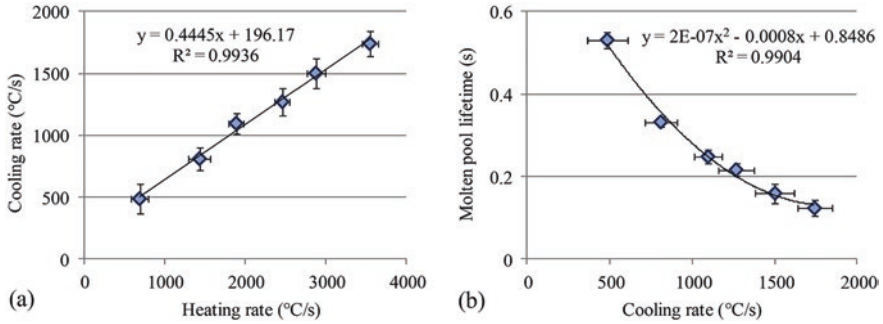 y = 0.4445x + 196.17
R² = 0.9936
2000
1500
1000
500
0
0 1000 2000 3000 4000
Cooling rate (°C/s)
Heating rate (°C/s)
(a)
y = 2E-07x² - 0.0008x + 0.8486
R² = 0.9904
0.6
0.4
0.2
0
0 500 1000 1500 2000
Molten pool lifetime (s)
Cooling rate (°C/s)
(b)